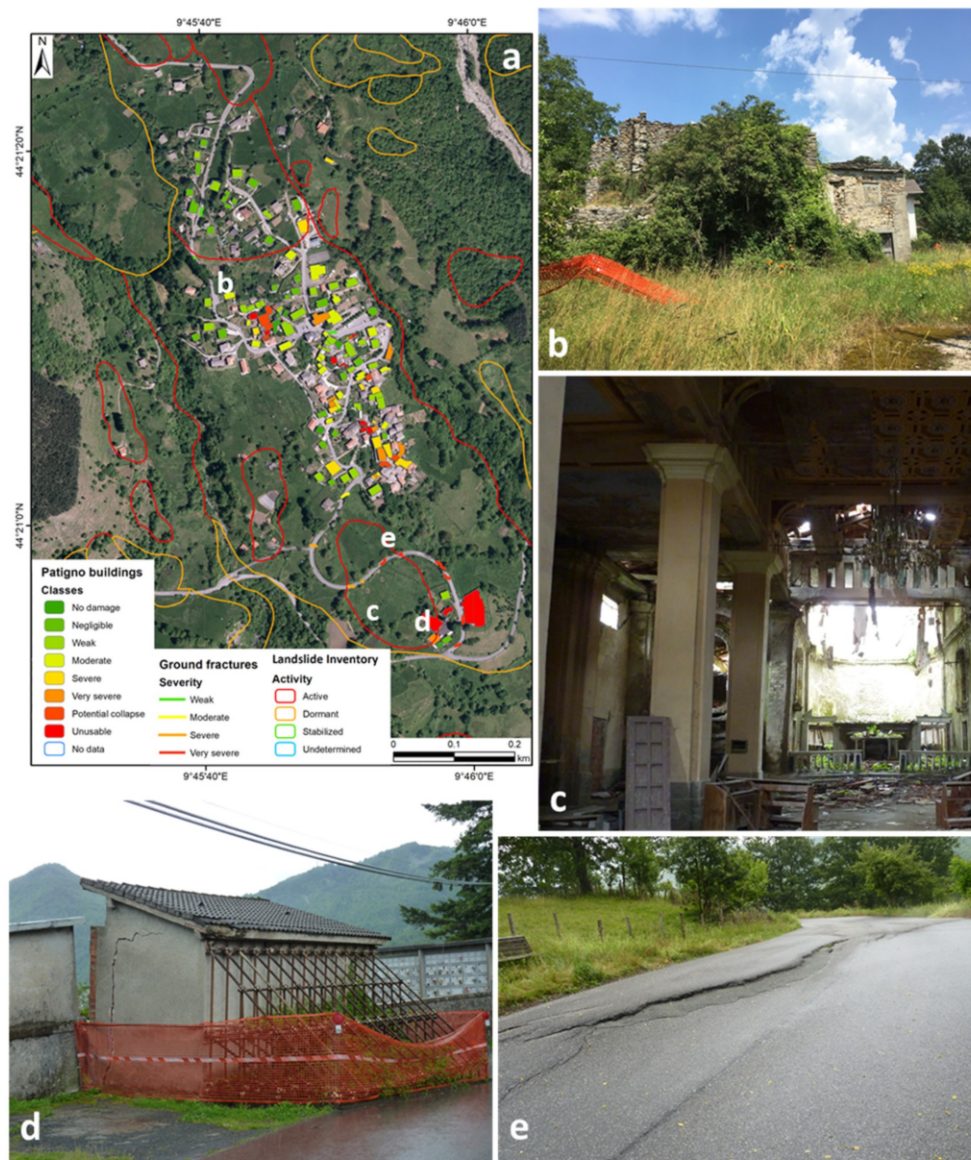 9°45'40"E 9°46'0"E
N
a
44°21'20"N
44°21'0"N
b
e
c
d
Patigno buildings
Classes
No damage
Negligible
Weak
Moderate
Severe
Very severe
Potential collapse
Unusable
No data
Ground fractures
Severity
Weak
Moderate
Severe
Very severe
Landslide Inventory
Activity
Active
Dormant
Stabilized
Undetermined
0 0.1 0.2
km
9°45'40"E 9°46'0"E
b
c
d
e